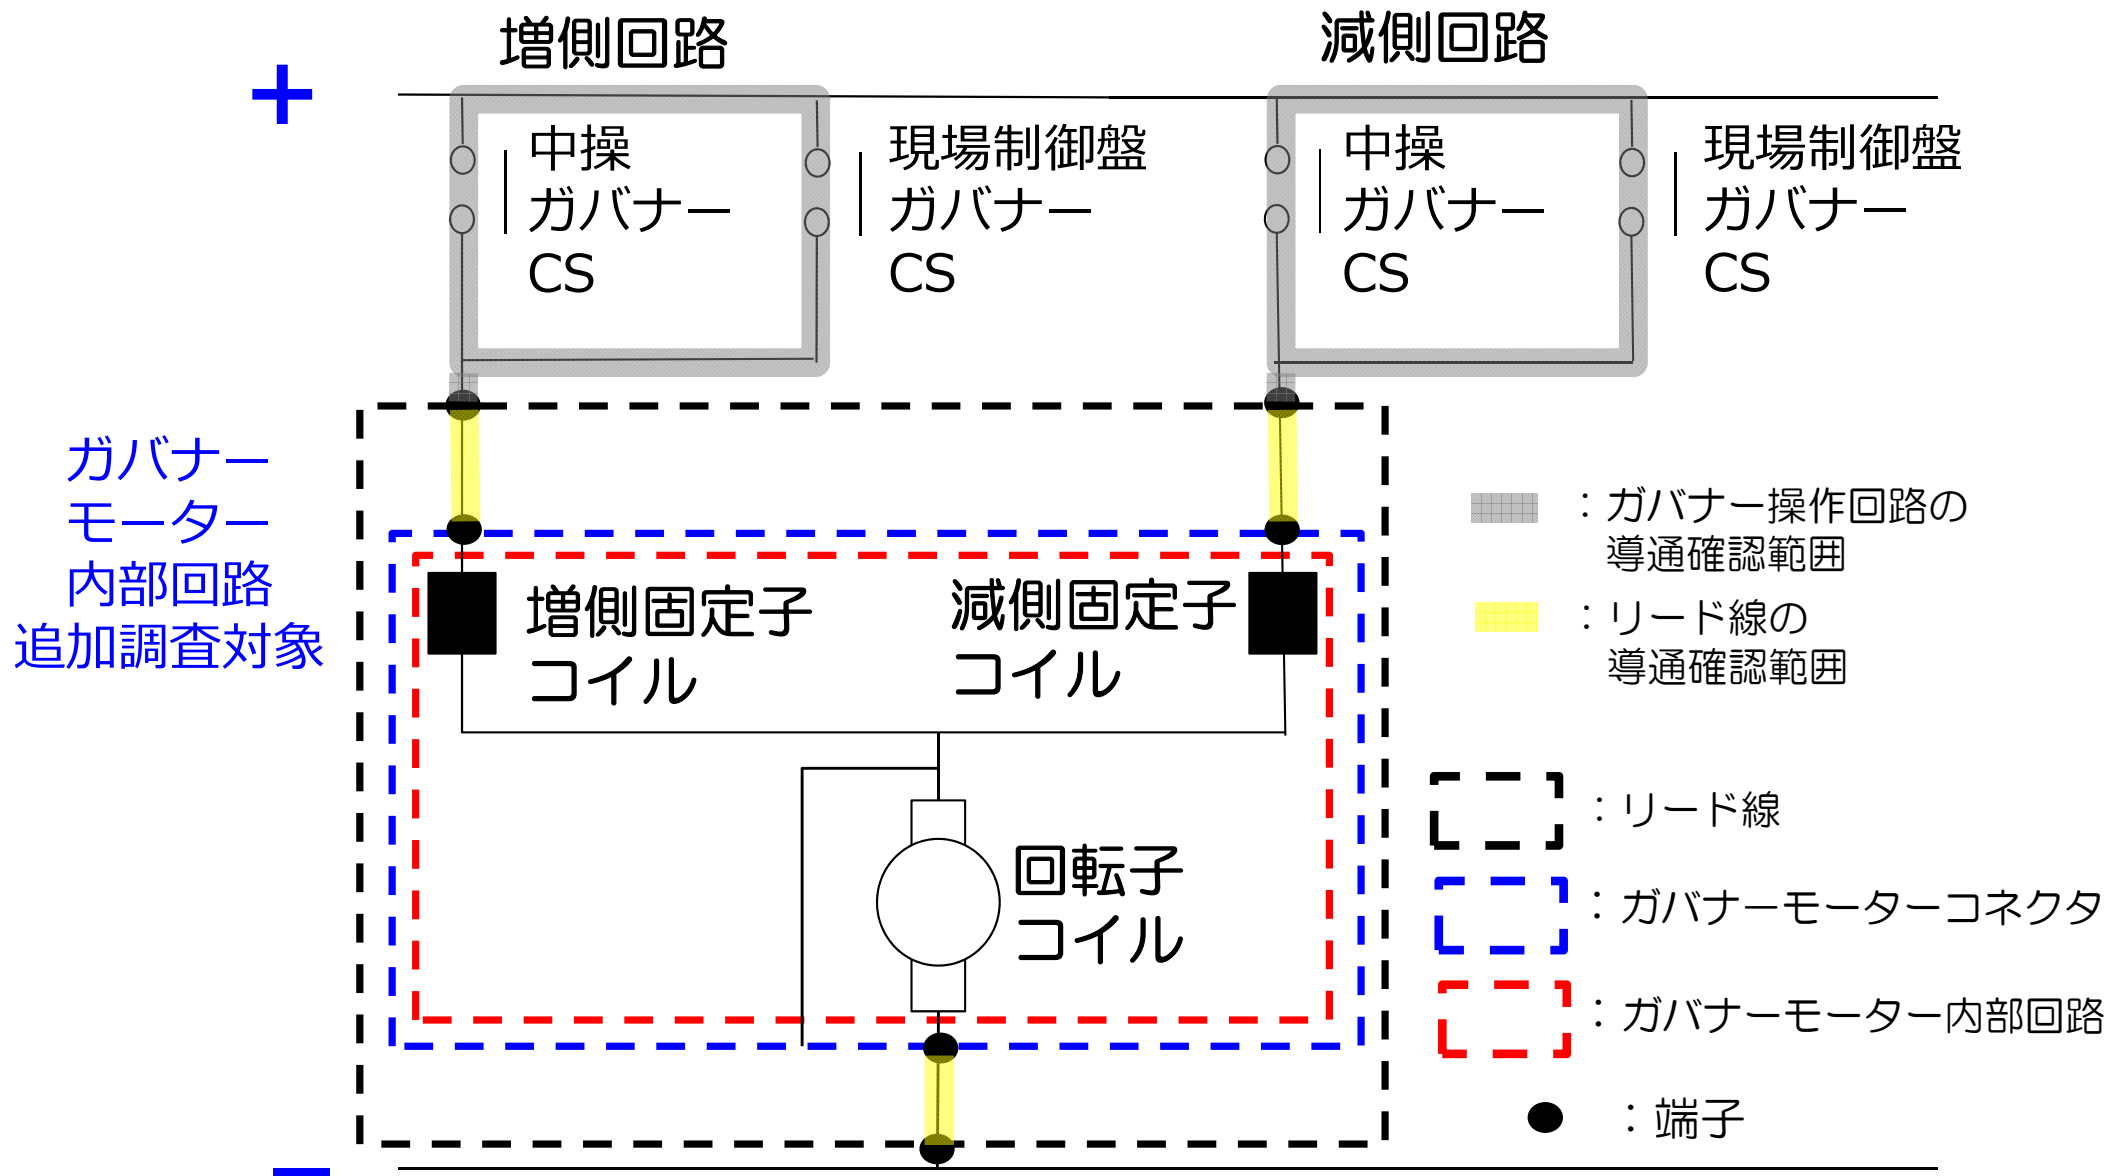 増側回路
減側回路
+
中操
ガバナー
CS
現場制御盤
ガバナー
CS
中操
ガバナー
CS
現場制御盤
ガバナー
CS
ガバナー
モーター
内部回路
追加調査対象
増側固定子
コイル
減側固定子
コイル
回転子
コイル
:ガバナー操作回路の
導通確認範囲
:リード線の
導通確認範囲
:リード線
:ガバナーモーターコネクタ
:ガバナーモーター内部回路
:端子